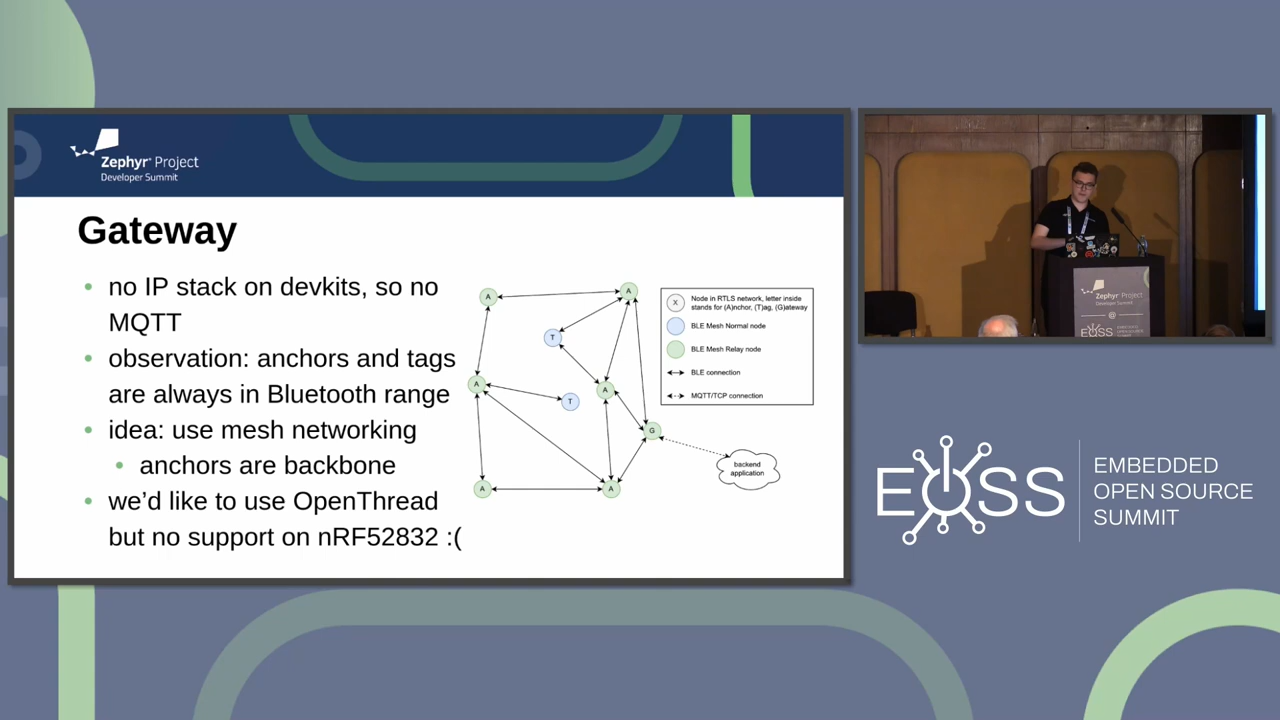 Zephyr® Project
Developer Summit
Gateway
no IP stack on devkits, so no
MQTT
observation: anchors and tags
are always in Bluetooth range
idea: use mesh networking
anchors are backbone
we’d like to use OpenThread
but no support on nRF52832 :(
A
A
T
A
A
T
G
A
A
backend
application
X
Node in RTLS network, letter inside
stands for (A)nchor, (T)ag, (G)ateway
BLE Mesh Normal node
BLE Mesh Relay node
BLE connection
MQTT/TCP connection
Zephyr Project
Developer Summit
@
EOSS
EOSS
EMBEDDED
OPEN SOURCE
SUMMIT